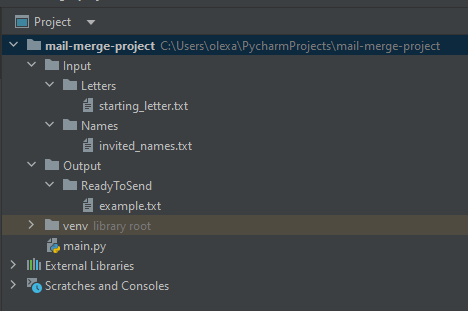 Project
mail-merge-project C:\Users\olexa\PycharmProjects\mail-merge-project
Input
Letters
starting_letter.txt
Names
invited_names.txt
Output
ReadyToSend
example.txt
venv library root
main.py
External Libraries
Scratches and Consoles